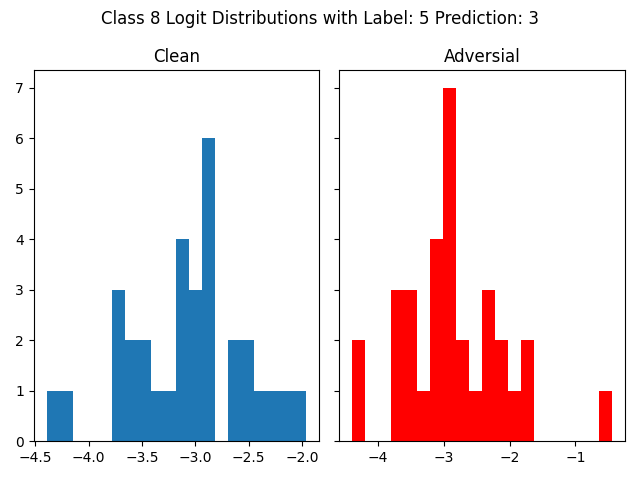 Class 8 Logit Distributions with Label: 5 Prediction: 3
Clean
Adversial
7
6
5
4
3
2
1
0
−4.5 −4.0 −3.5 −3.0 −2.5 −2.0
−4 −3 −2 −1